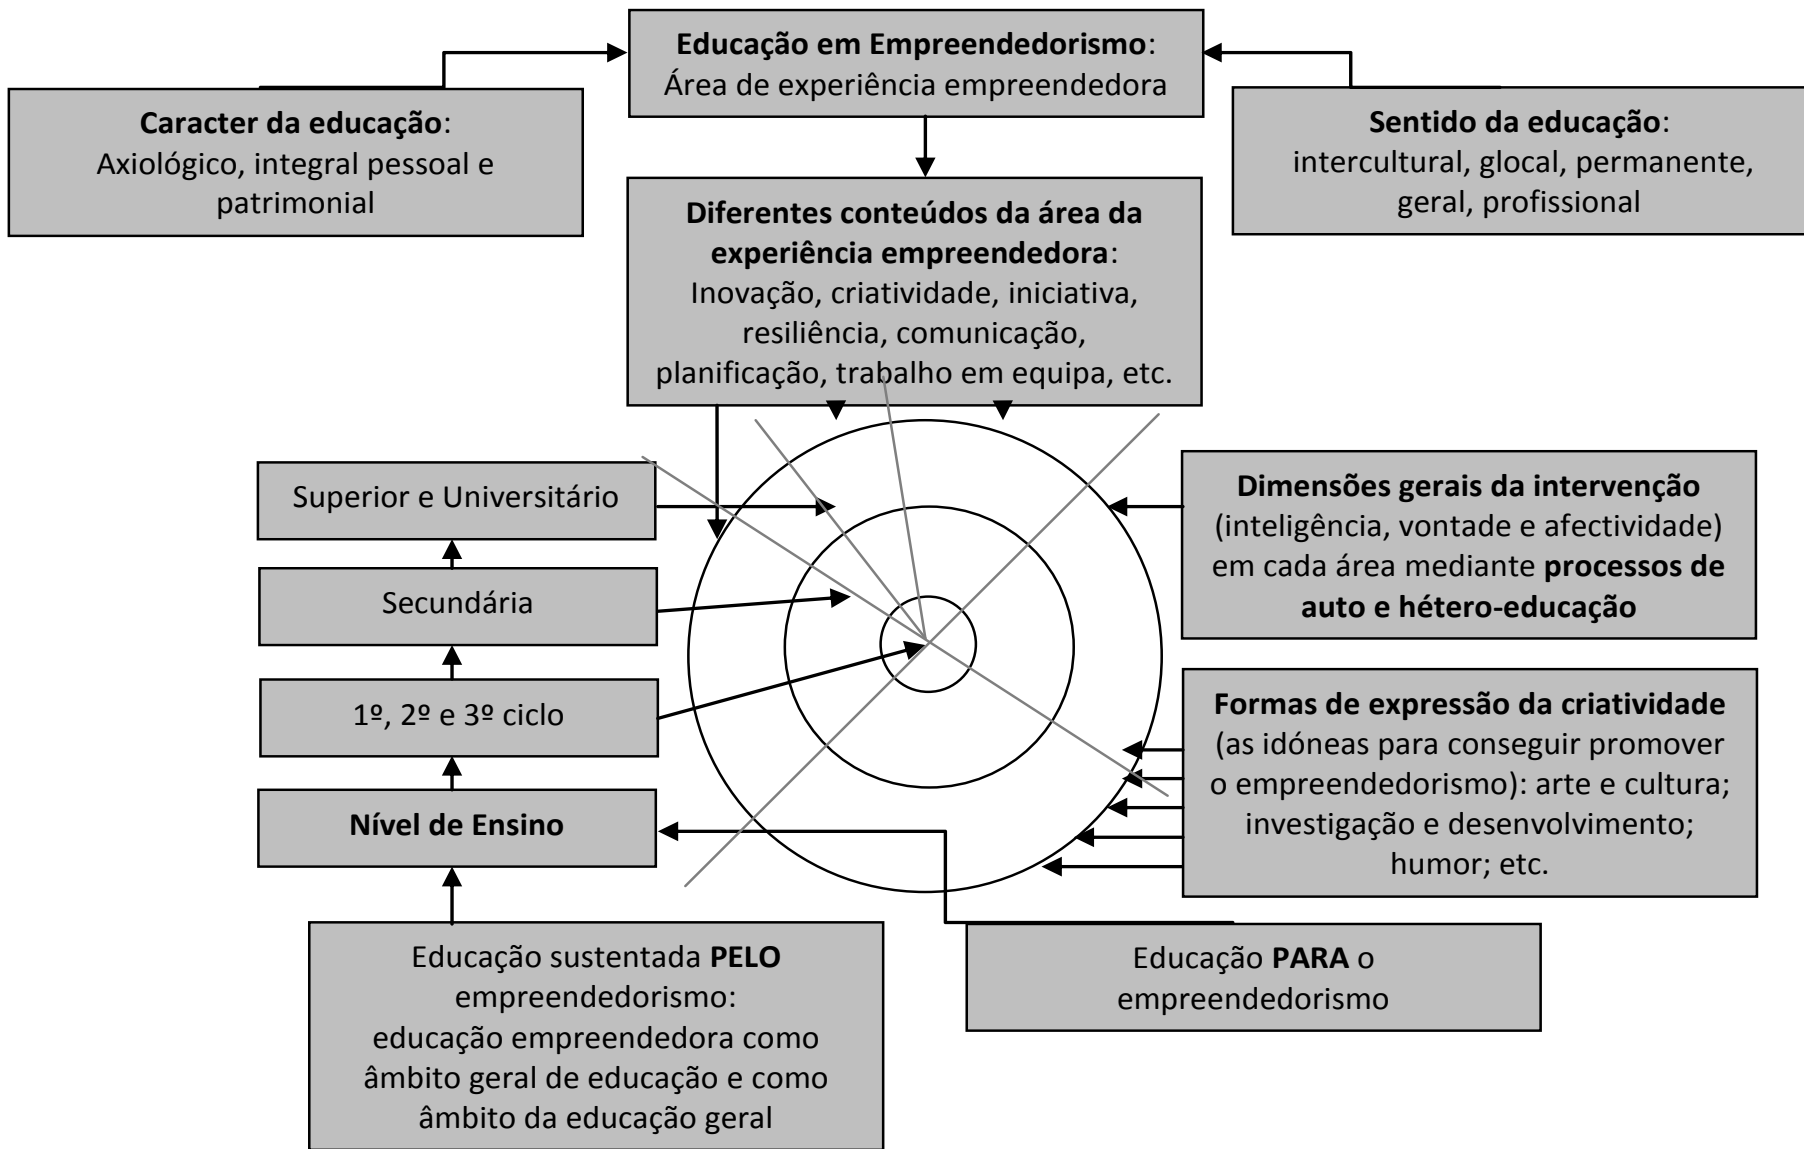 Educação em Empreendedorismo:
Área de experiência empreendedora
Caracter da educação:
Axiológico, integral pessoal e
patrimonial
Sentido da educação:
intercultural, glocal, permanente,
geral, profissional
Diferentes conteúdos da área da
experiência empreendedora:
Inovação, criatividade, iniciativa,
resiliência, comunicação,
planificação, trabalho em equipa, etc.
Superior e Universitário
Secundária
1º, 2º e 3º ciclo
Nível de Ensino
Dimensões gerais da intervenção
(inteligência, vontade e afectividade)
em cada área mediante processos de
auto e hétero-educação
Formas de expressão da criatividade
(as idóneas para conseguir promover
o empreendedorismo): arte e cultura;
investigação e desenvolvimento;
humor; etc.
Educação sustentada PELO
empreendedorismo:
educação empreendedora como
âmbito geral de educação e como
âmbito da educação geral
Educação PARA o
empreendedorismo